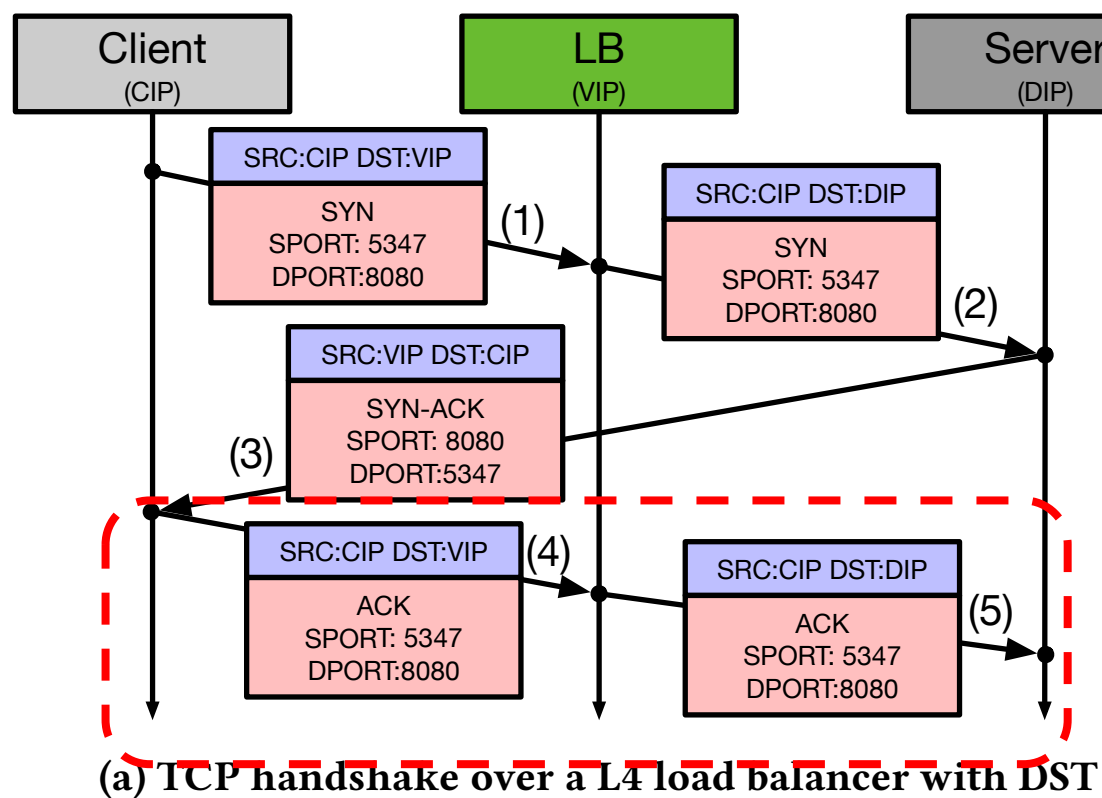 Client
(CIP)
LB
(VIP)
Server
(DIP)
SRC:CIP DST:VIP
SYN
SPORT: 5347
DPORT:8080
(1)
SRC:CIP DST:DIP
SYN
SPORT: 5347
DPORT:8080
(2)
SRC:VIP DST:CIP
SYN-ACK
SPORT: 8080
DPORT:5347
(3)
SRC:CIP DST:VIP
ACK
SPORT: 5347
DPORT:8080
(4)
SRC:CIP DST:DIP
ACK
SPORT: 5347
DPORT:8080
(5)
(a) TCP handshake over a L4 load balancer with DST